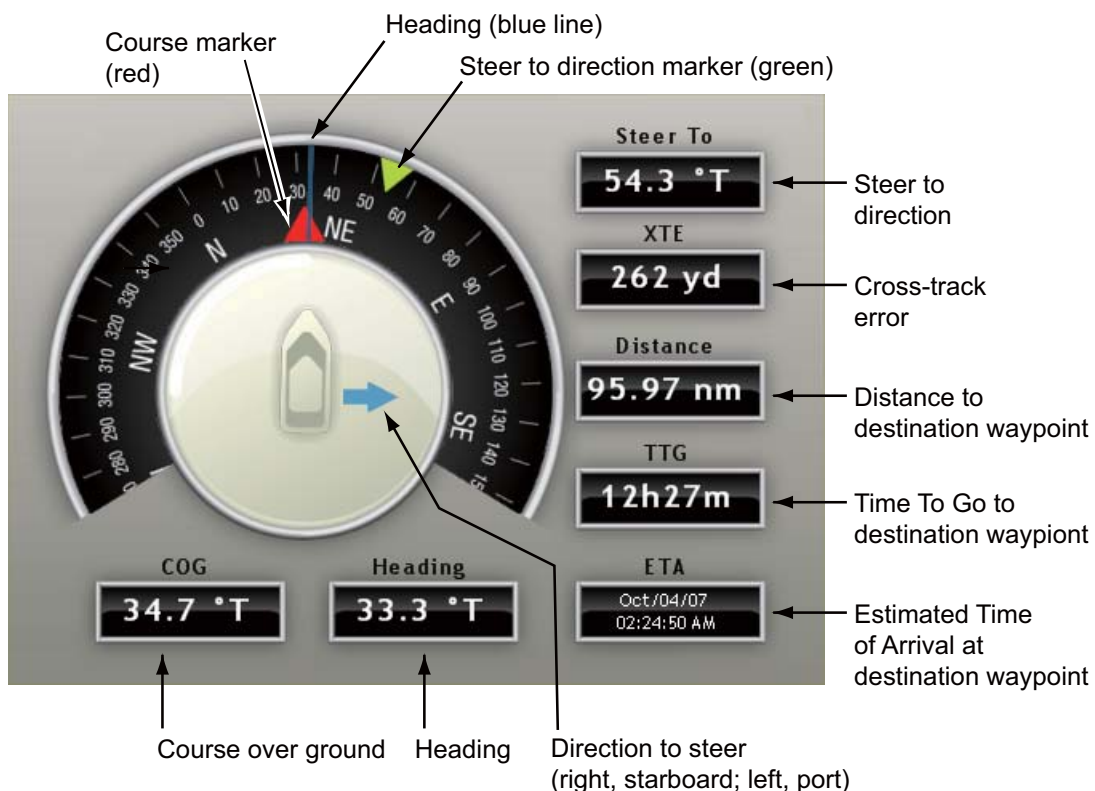 Heading (blue line)
Course marker
(red)
Steer to direction marker (green)
Steer To
54.3 °T
Steer to
direction
XTE
262 yd
Cross-track
error
Distance
95.97 nm
Distance to
destination waypoint
TTG
12h27m
Time To Go to
destination waypiont
ETA
Oct/04/07
02:24:50 AM
Estimated Time
of Arrival at
destination waypoint
280 290 300 310 320 330 340 350 0 10 20 30 40 50 60 70 80 90 100 110 120 130 140
NW N NE E SE
COG
34.7 °T
Heading
33.3 °T
Course over ground
Heading
Direction to steer
(right, starboard; left, port)